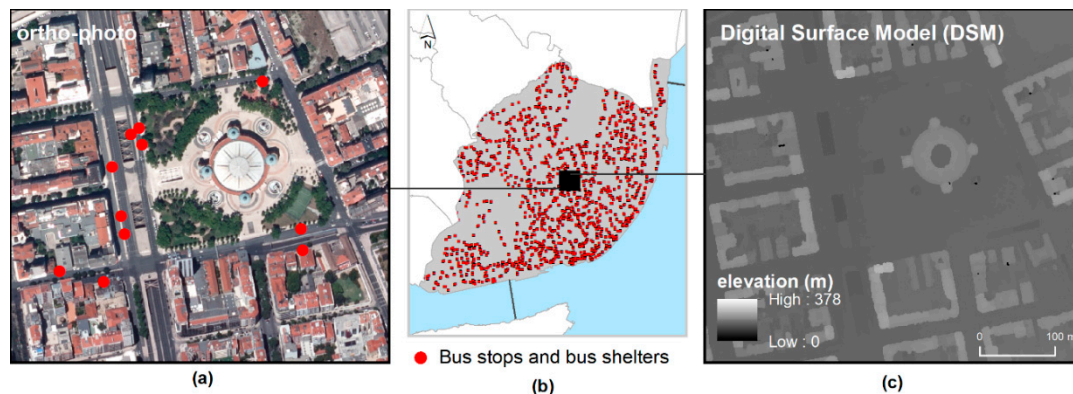 ortho-photo
N
Digital Surface Model (DSM)
elevation (m)
High : 378
Low : 0
0 100 m
Bus stops and bus shelters
(a)
(b)
(c)